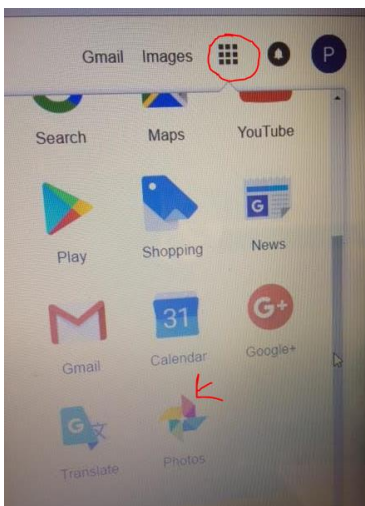 Gmail Images P
Search Maps YouTube
Play Shopping G News
31 G+
Gmail Calendar Google+
G
Translate Photos